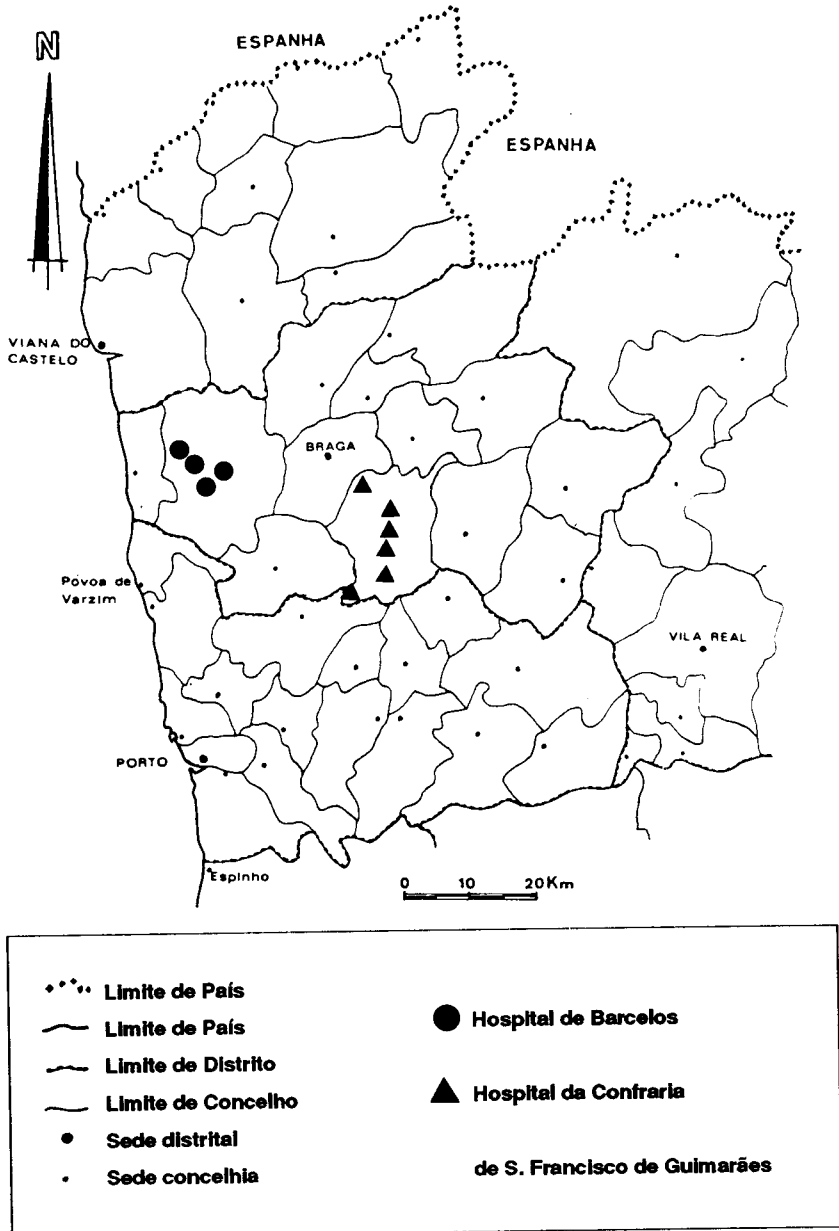 N
ESPANHA
ESPANHA
VIANA DO
CASTELO
BRAGA
Póvoa de
Varzim
VILA REAL
PORTO
Espinho
0 10 20Km
Limite de País
Limite de País
Limite de Distrito
Limite de Concelho
Sede distrital
Sede concelhia
Hospital de Barcelos
Hospital da Confraria
de S. Francisco de Guimarães